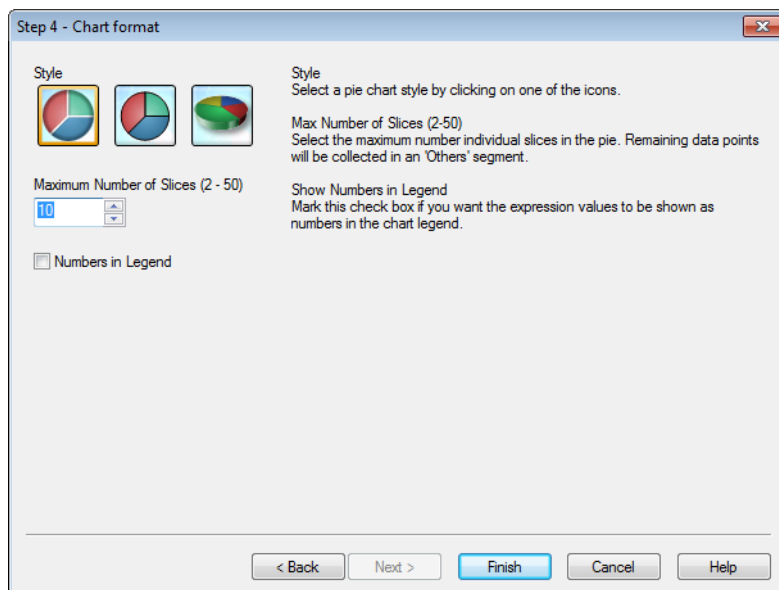 Step 4 - Chart format
Style
Maximum Number of Slices (2 - 50)
10
Numbers in Legend
Style
Select a pie chart style by clicking on one of the icons.
Max Number of Slices (2-50)
Select the maximum number individual slices in the pie. Remaining data points
will be collected in an 'Others' segment.
Show Numbers in Legend
Mark this check box if you want the expression values to be shown as
numbers in the chart legend.
< Back
Next >
Finish
Cancel
Help